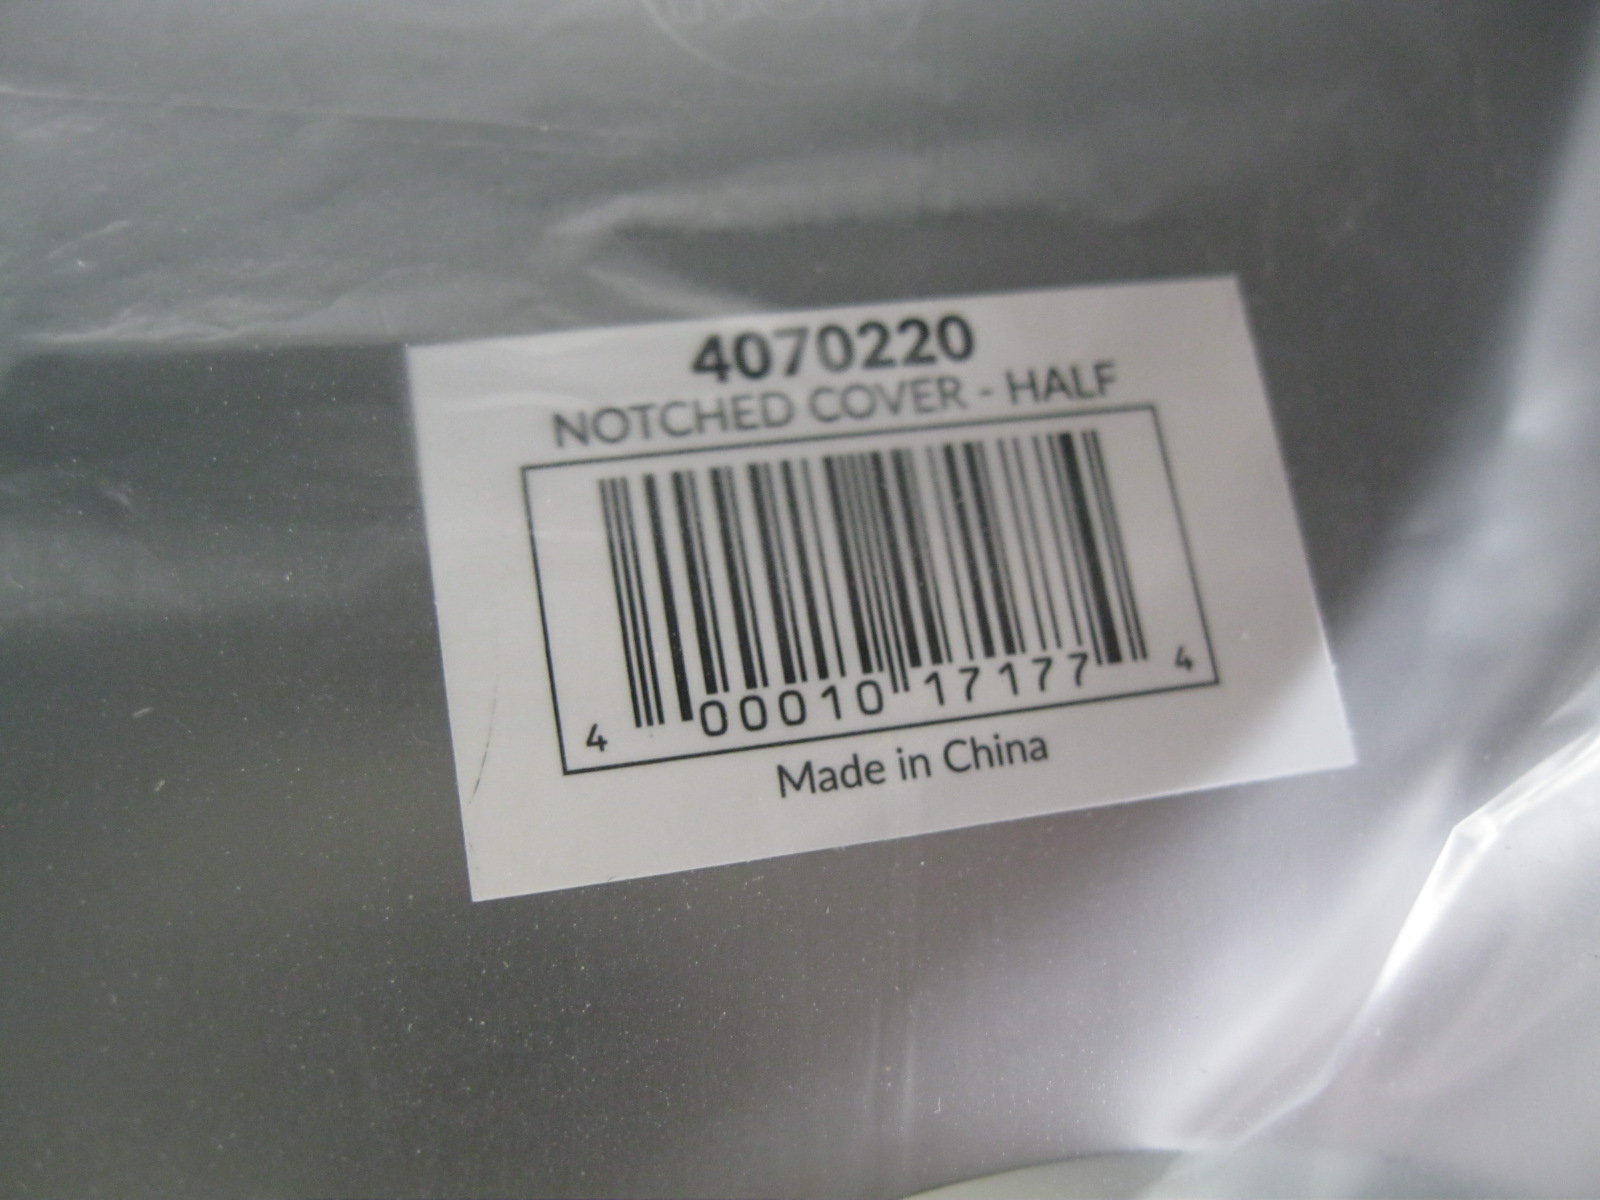 4070220
NOTCHED COVER - HALF
4 00010 17177 4
Made in China